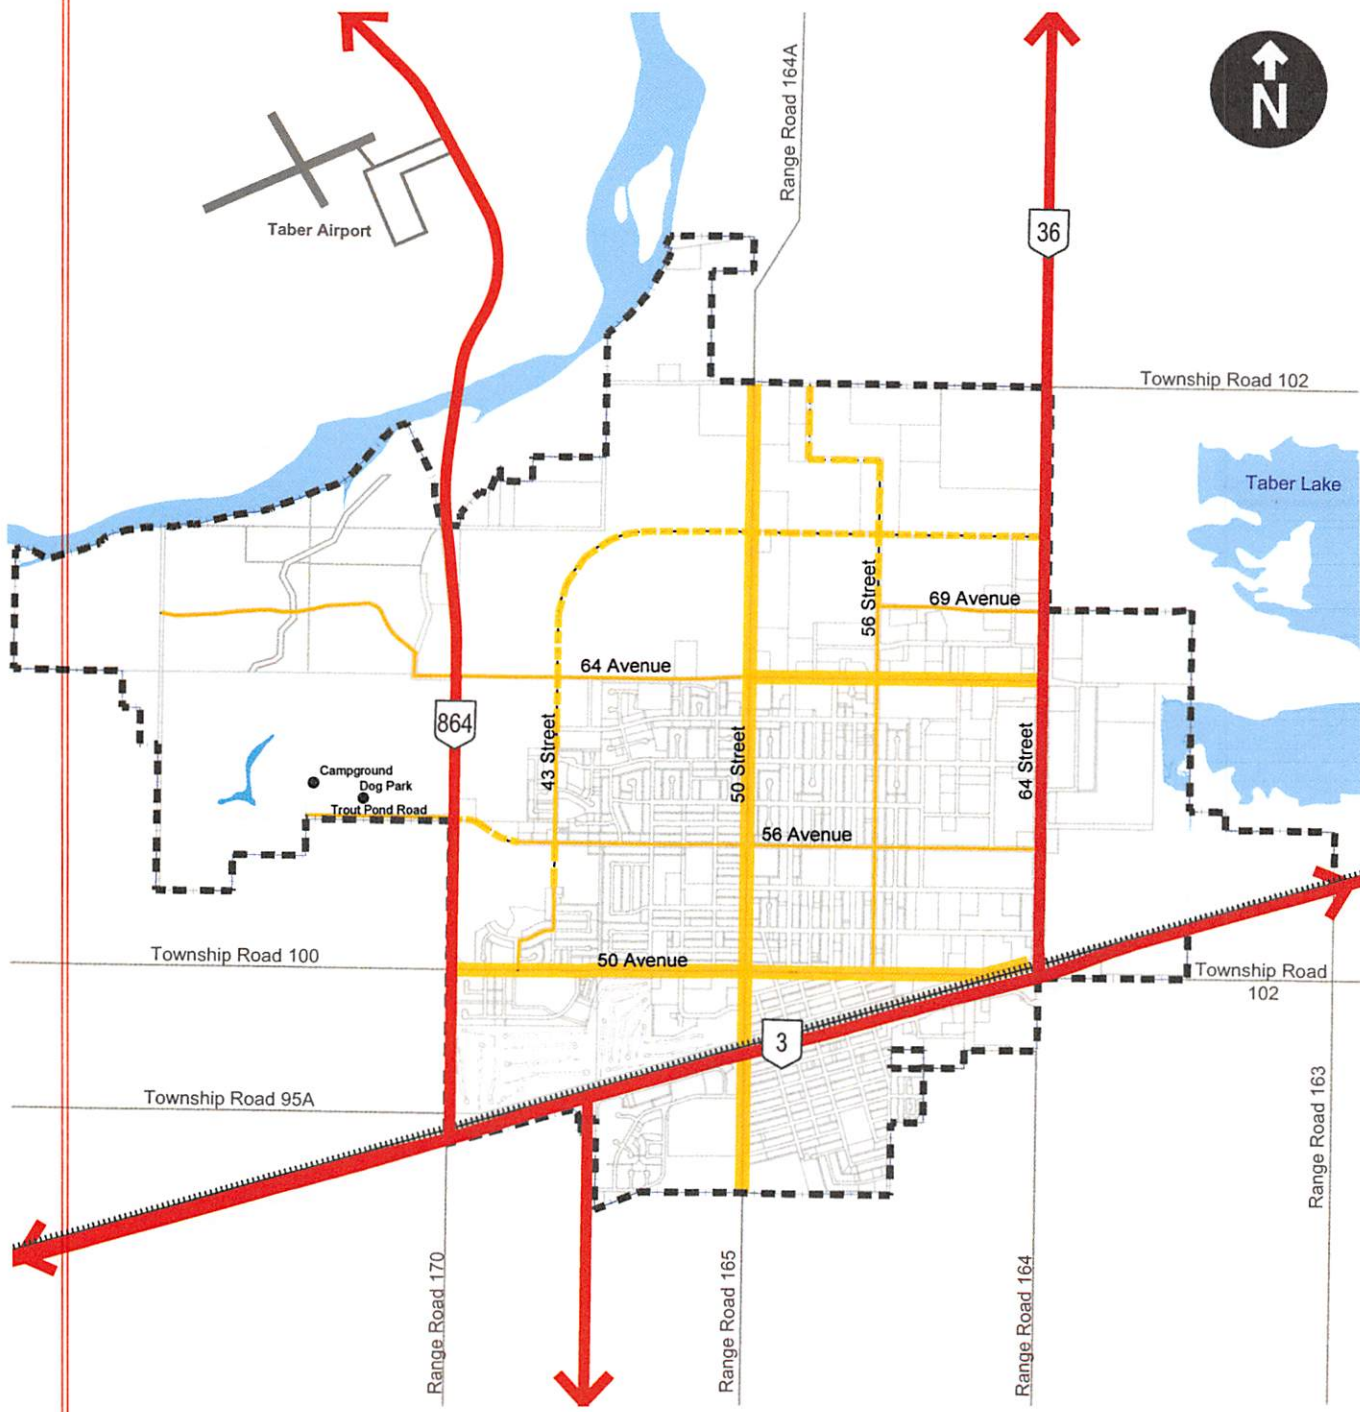 N
Range Road 164A
Taber Airport
36
Township Road 102
Taber Lake
56 Street
69 Avenue
64 Avenue
864
43 Street
50 Street
64 Street
Campground
Dog Park
Trout Pond Road
56 Avenue
Township Road 100
50 Avenue
Township Road
102
3
Township Road 95A
Range Road 163
Range Road 170
Range Road 165
Range Road 164